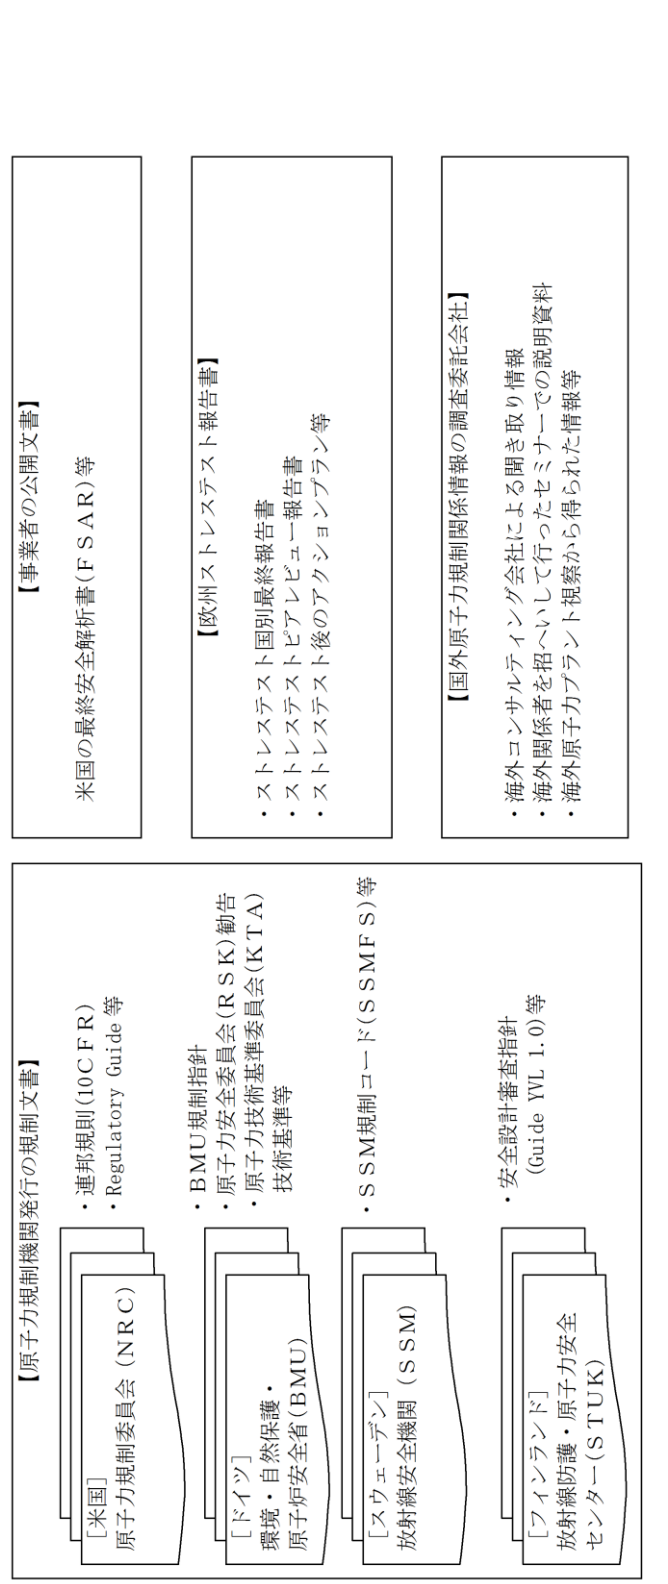 【原子力規制機関発行の規制文書】
[米国]
原子力規制委員会（ＮＲＣ）
・連邦規則(10ＣＦＲ)
・Regulatory Guide 等
[ドイツ]
環境・自然保護・
原子炉安全省(ＢＭＵ)
・ＢＭＵ規制指針
・原子力安全委員会(ＲＳＫ)勧告
・原子力技術基準委員会(ＫＴＡ)
技術基準等
[スウェーデン]
放射線安全機関（ＳＳＭ）
・ＳＳＭ規制コード(ＳＳＭＦＳ)等
[フィンランド]
放射線防護・原子力安全
センター(ＳＴＵＫ)
・安全設計審査指針
(Guide YVL 1.0)等
【事業者の公開文書】
米国の最終安全解析書(ＦＳＡＲ)等
【欧州ストレステスト報告書】
・ストレステスト国別最終報告書
・ストレステストピアレビュー報告書
・ストレステスト後のアクションプラン等
【国外原子力規制関係情報の調査委託会社】
・海外コンサルティング会社による聞き取り情報
・海外関係者を招へいして行ったセミナーでの説明資料
・海外原子力プラント視察から得られた情報等